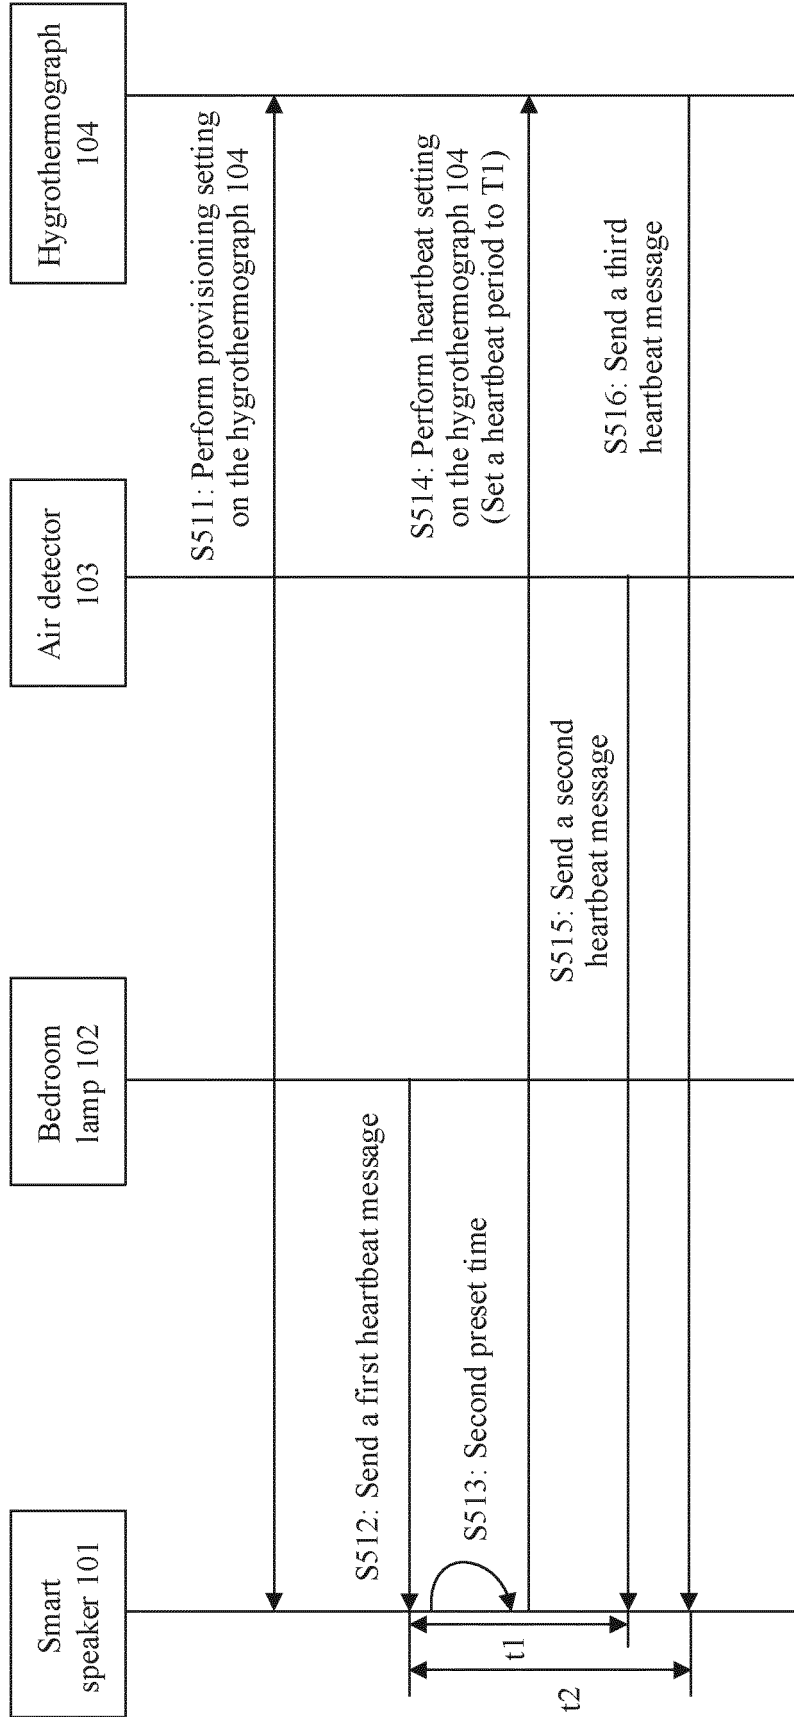 Smart
speaker 101
Bedroom
lamp 102
Air detector
103
Hygrothermograph
104
S511: Perform provisioning setting
on the hygrothermograph 104
S512: Send a first heartbeat message
S513: Second preset time
S514: Perform heartbeat setting
on the hygrothermograph 104
(Set a heartbeat period to T1)
S515: Send a second
heartbeat message
S516: Send a third
heartbeat message
t1
t2